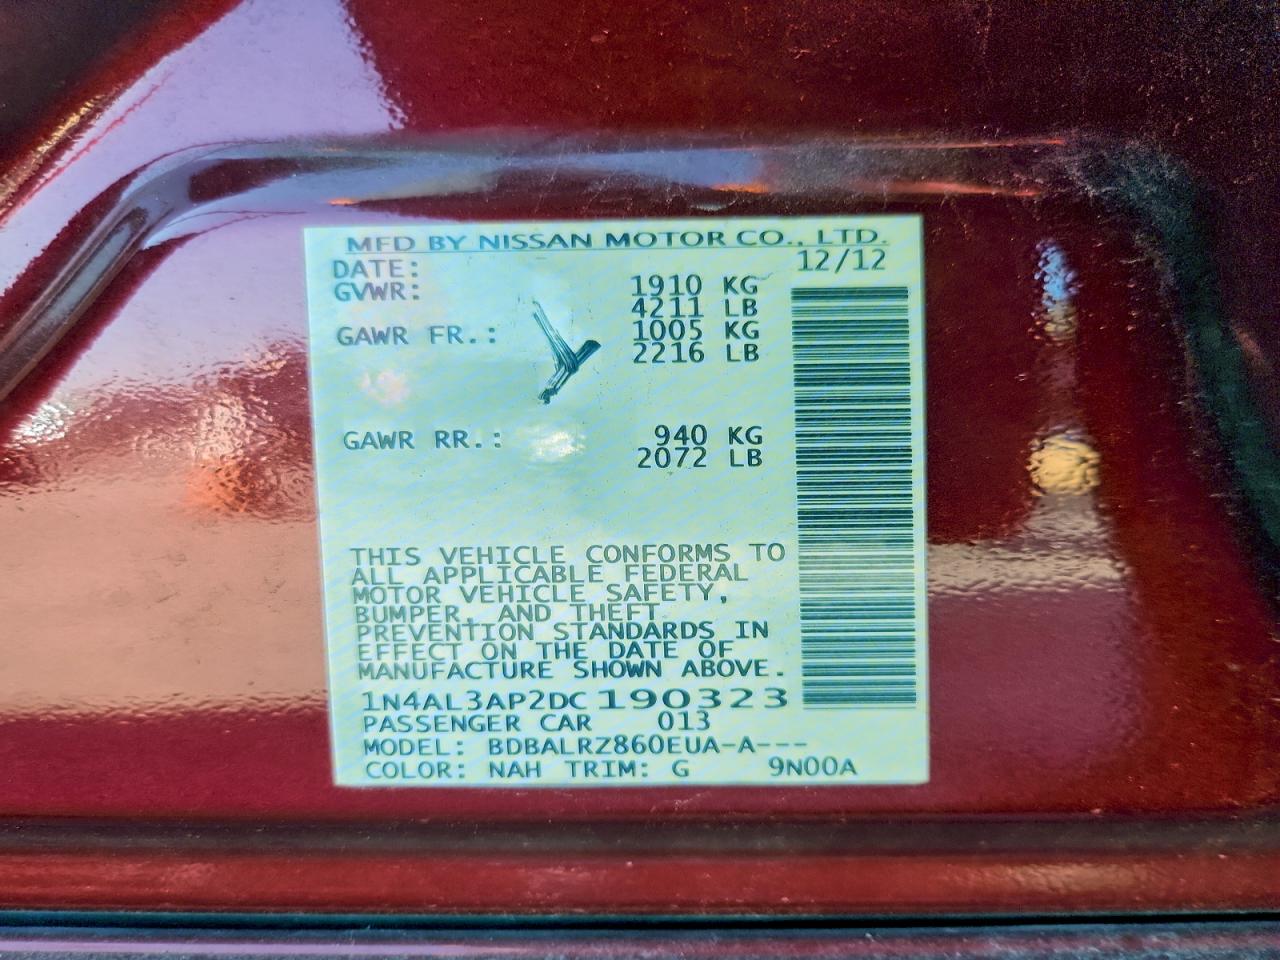 MFD BY NISSAN MOTOR CO., LTD.
DATE: 12/12
GVWR: 1910 KG
4211 LB
GAWR FR.: 1005 KG
2216 LB
GAWR RR.: 940 KG
2072 LB
THIS VEHICLE CONFORMS TO
ALL APPLICABLE FEDERAL
MOTOR VEHICLE SAFETY,
BUMPER, AND THEFT
PREVENTION STANDARDS IN
EFFECT ON THE DATE OF
MANUFACTURE SHOWN ABOVE.
1N4AL3AP2DC190323
PASSENGER CAR 013
MODEL: BDBALRZ860EUA-A---
COLOR: NAH TRIM: G 9N00A